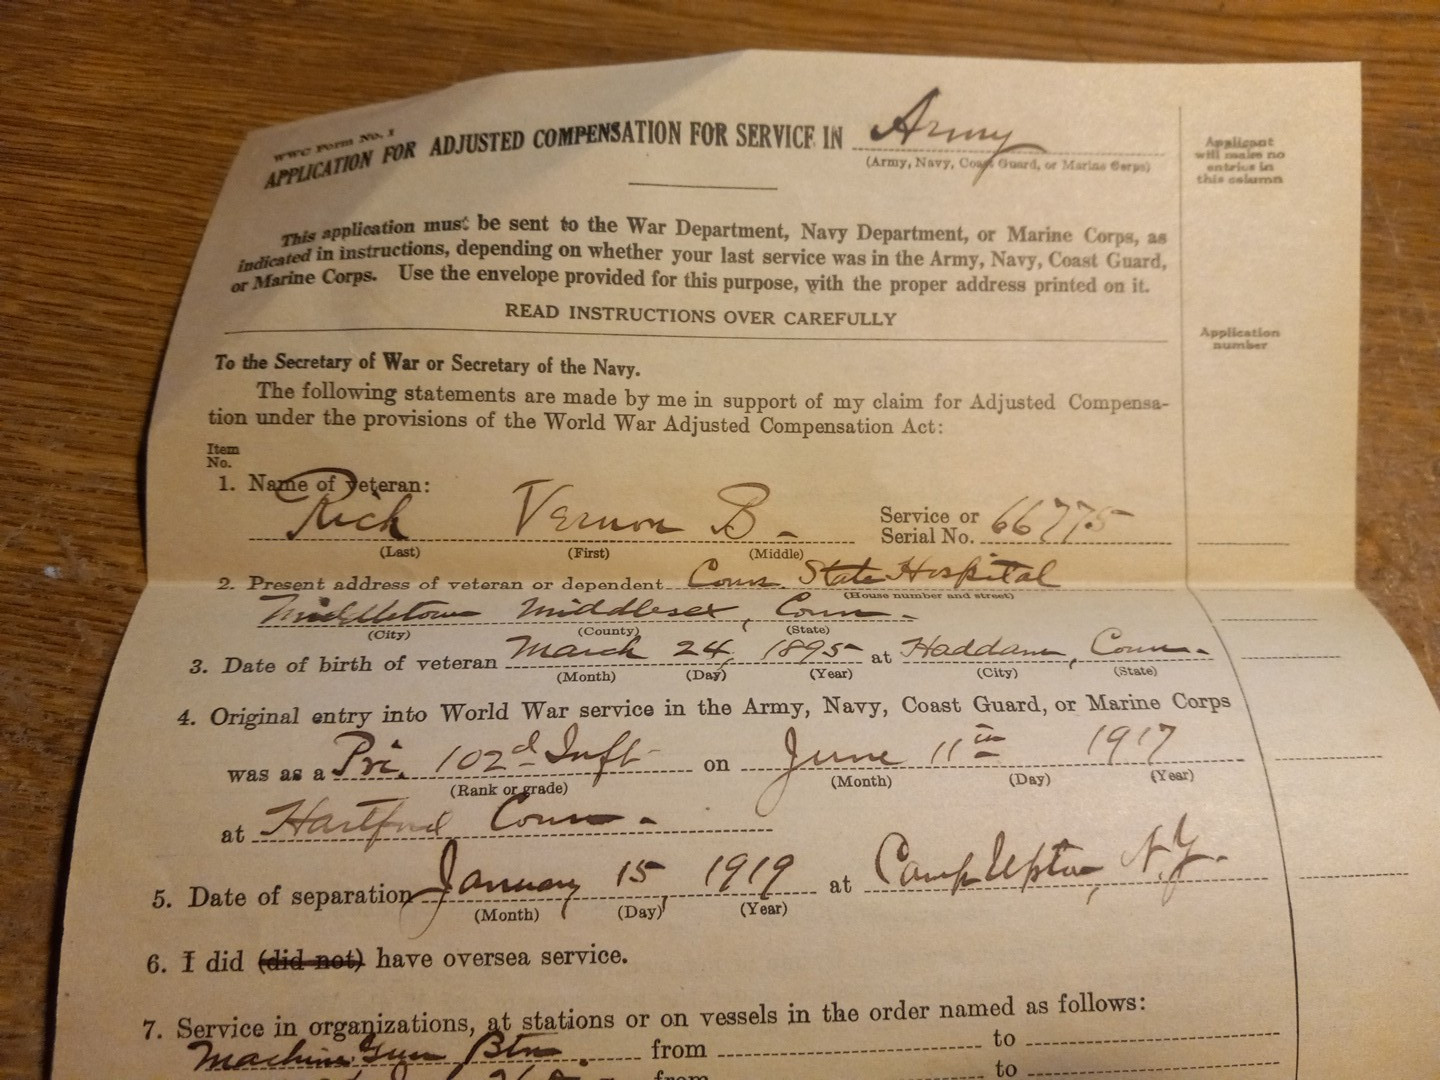 WWC Form No. 1
APPLICATION FOR ADJUSTED COMPENSATION FOR SERVICE IN Army
(Army, Navy, Coast Guard, or Marine Corps)
Applicant
will make no
entries in
this column
This application must be sent to the War Department, Navy Department, or Marine Corps, as
indicated in instructions, depending on whether your last service was in the Army, Navy, Coast Guard,
or Marine Corps. Use the envelope provided for this purpose, with the proper address printed on it.
READ INSTRUCTIONS OVER CAREFULLY
Application
number
To the Secretary of War or Secretary of the Navy.
The following statements are made by me in support of my claim for Adjusted Compensa-
tion under the provisions of the World War Adjusted Compensation Act:
Item
No.
1. Name of veteran:
Rich Vernon B. Service or
Serial No. 66775
(Last) (First) (Middle)
2. Present address of veteran or dependent Conn. State Hospital
(House number and street)
Middletown Middlesex, Conn.
(City) (County) (State)
3. Date of birth of veteran March 24, 1895 at Haddam, Conn.
(Month) (Day) (Year) (City) (State)
4. Original entry into World War service in the Army, Navy, Coast Guard, or Marine Corps
was as a Pri. 102d Inft on June 11th 1917
(Rank or grade) (Month) (Day) (Year)
at Hartford Conn.
5. Date of separation January 15 1919 at Camp Upton, N.Y.
(Month) (Day) (Year)
6. I did (did not) have oversea service.
7. Service in organizations, at stations or on vessels in the order named as follows:
Machine Gun Btn. from to
from to